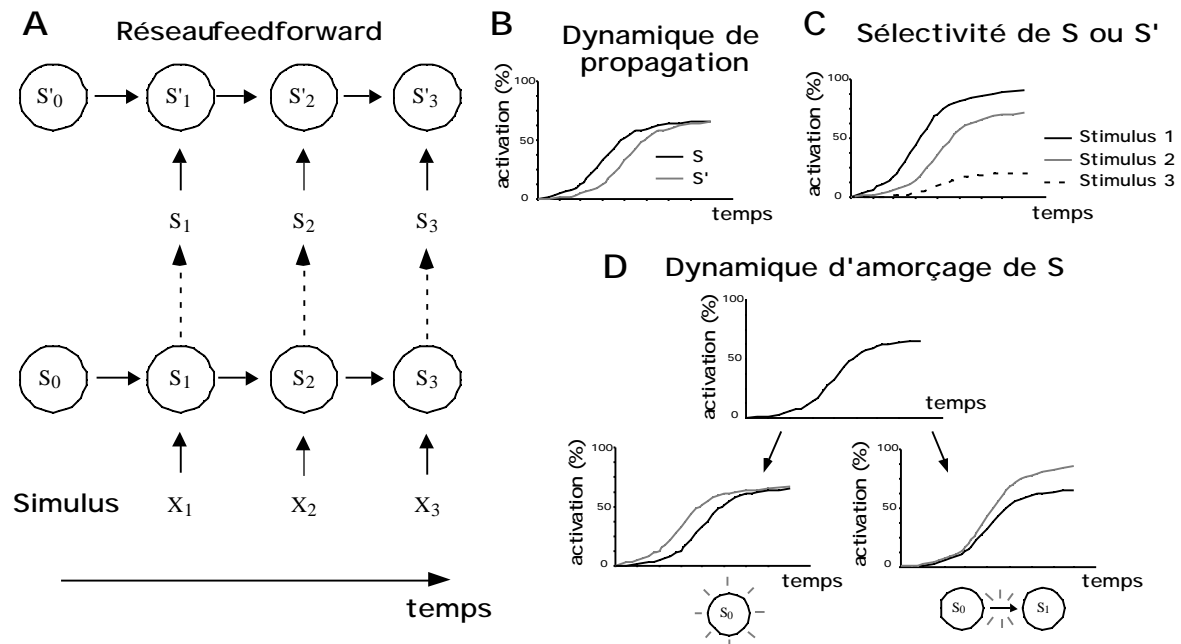 A
Réseaufeedforward
S'0 S'1 S'2 S'3
S1 S2 S3
S0 S1 S2 S3
Simulus X1 X2 X3
temps
B
Dynamique de
propagation
activation (%)
100
50
0
S
S'
temps
C
Sélectivité de S ou S'
activation (%)
100
50
0
Stimulus 1
Stimulus 2
Stimulus 3
temps
D
Dynamique d'amorçage de S
activation (%)
100
50
0
temps
activation (%)
100
50
0
temps
S0
activation (%)
100
50
0
temps
S0 S1